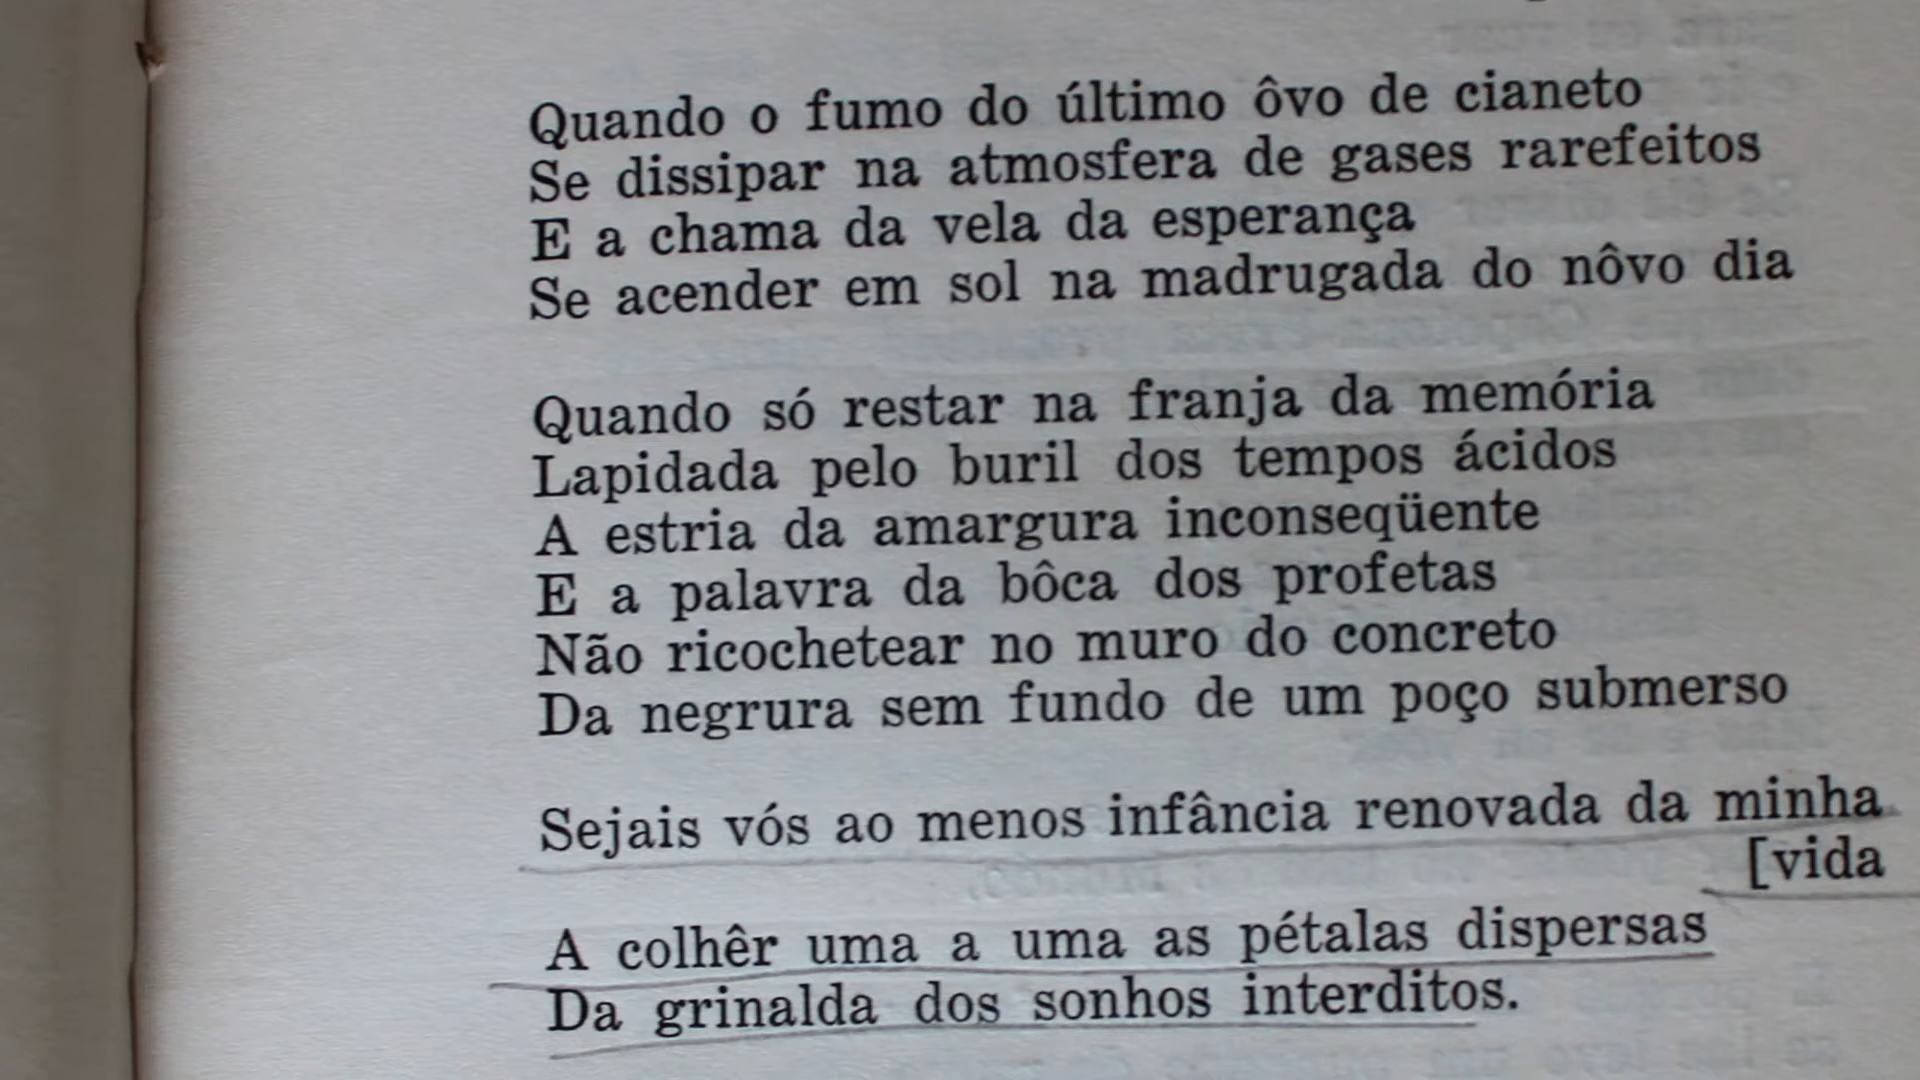 Quando o fumo do último ôvo de cianeto
Se dissipar na atmosfera de gases rarefeitos
E a chama da vela da esperança
Se acender em sol na madrugada do nôvo dia
Quando só restar na franja da memória
Lapidada pelo buril dos tempos ácidos
A estria da amargura inconseqüente
E a palavra da bôca dos profetas
Não ricochetear no muro do concreto
Da negrura sem fundo de um poço submerso
Sejais vós ao menos infância renovada da minha
[vida
A colhêr uma a uma as pétalas dispersas
Da grinalda dos sonhos interditos.